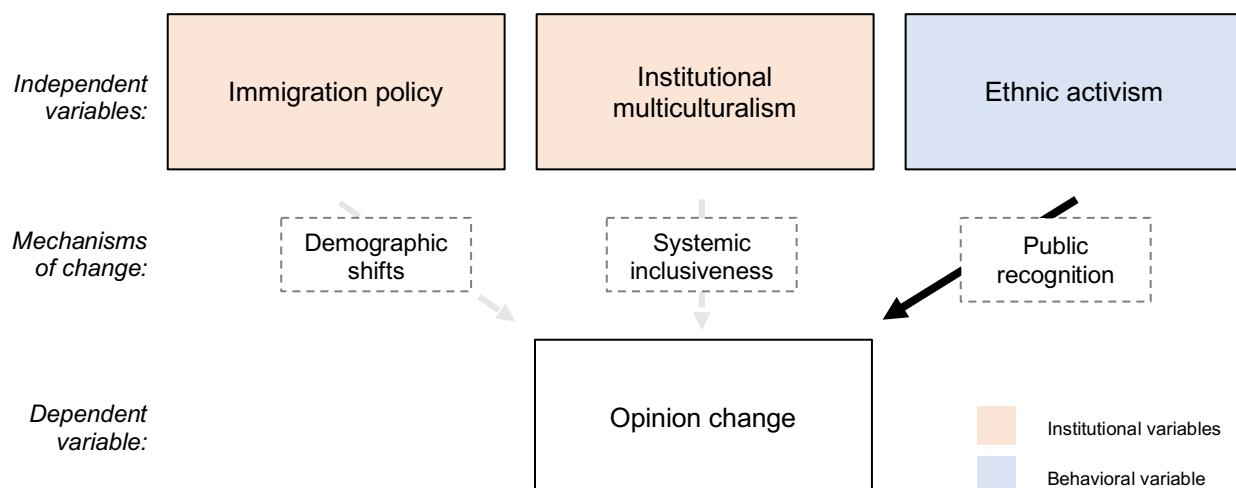 Independent
variables:
Immigration policy
Institutional
multiculturalism
Ethnic activism
Mechanisms
of change:
Demographic
shifts
Systemic
inclusiveness
Public
recognition
Dependent
variable:
Opinion change
Institutional variables
Behavioral variable